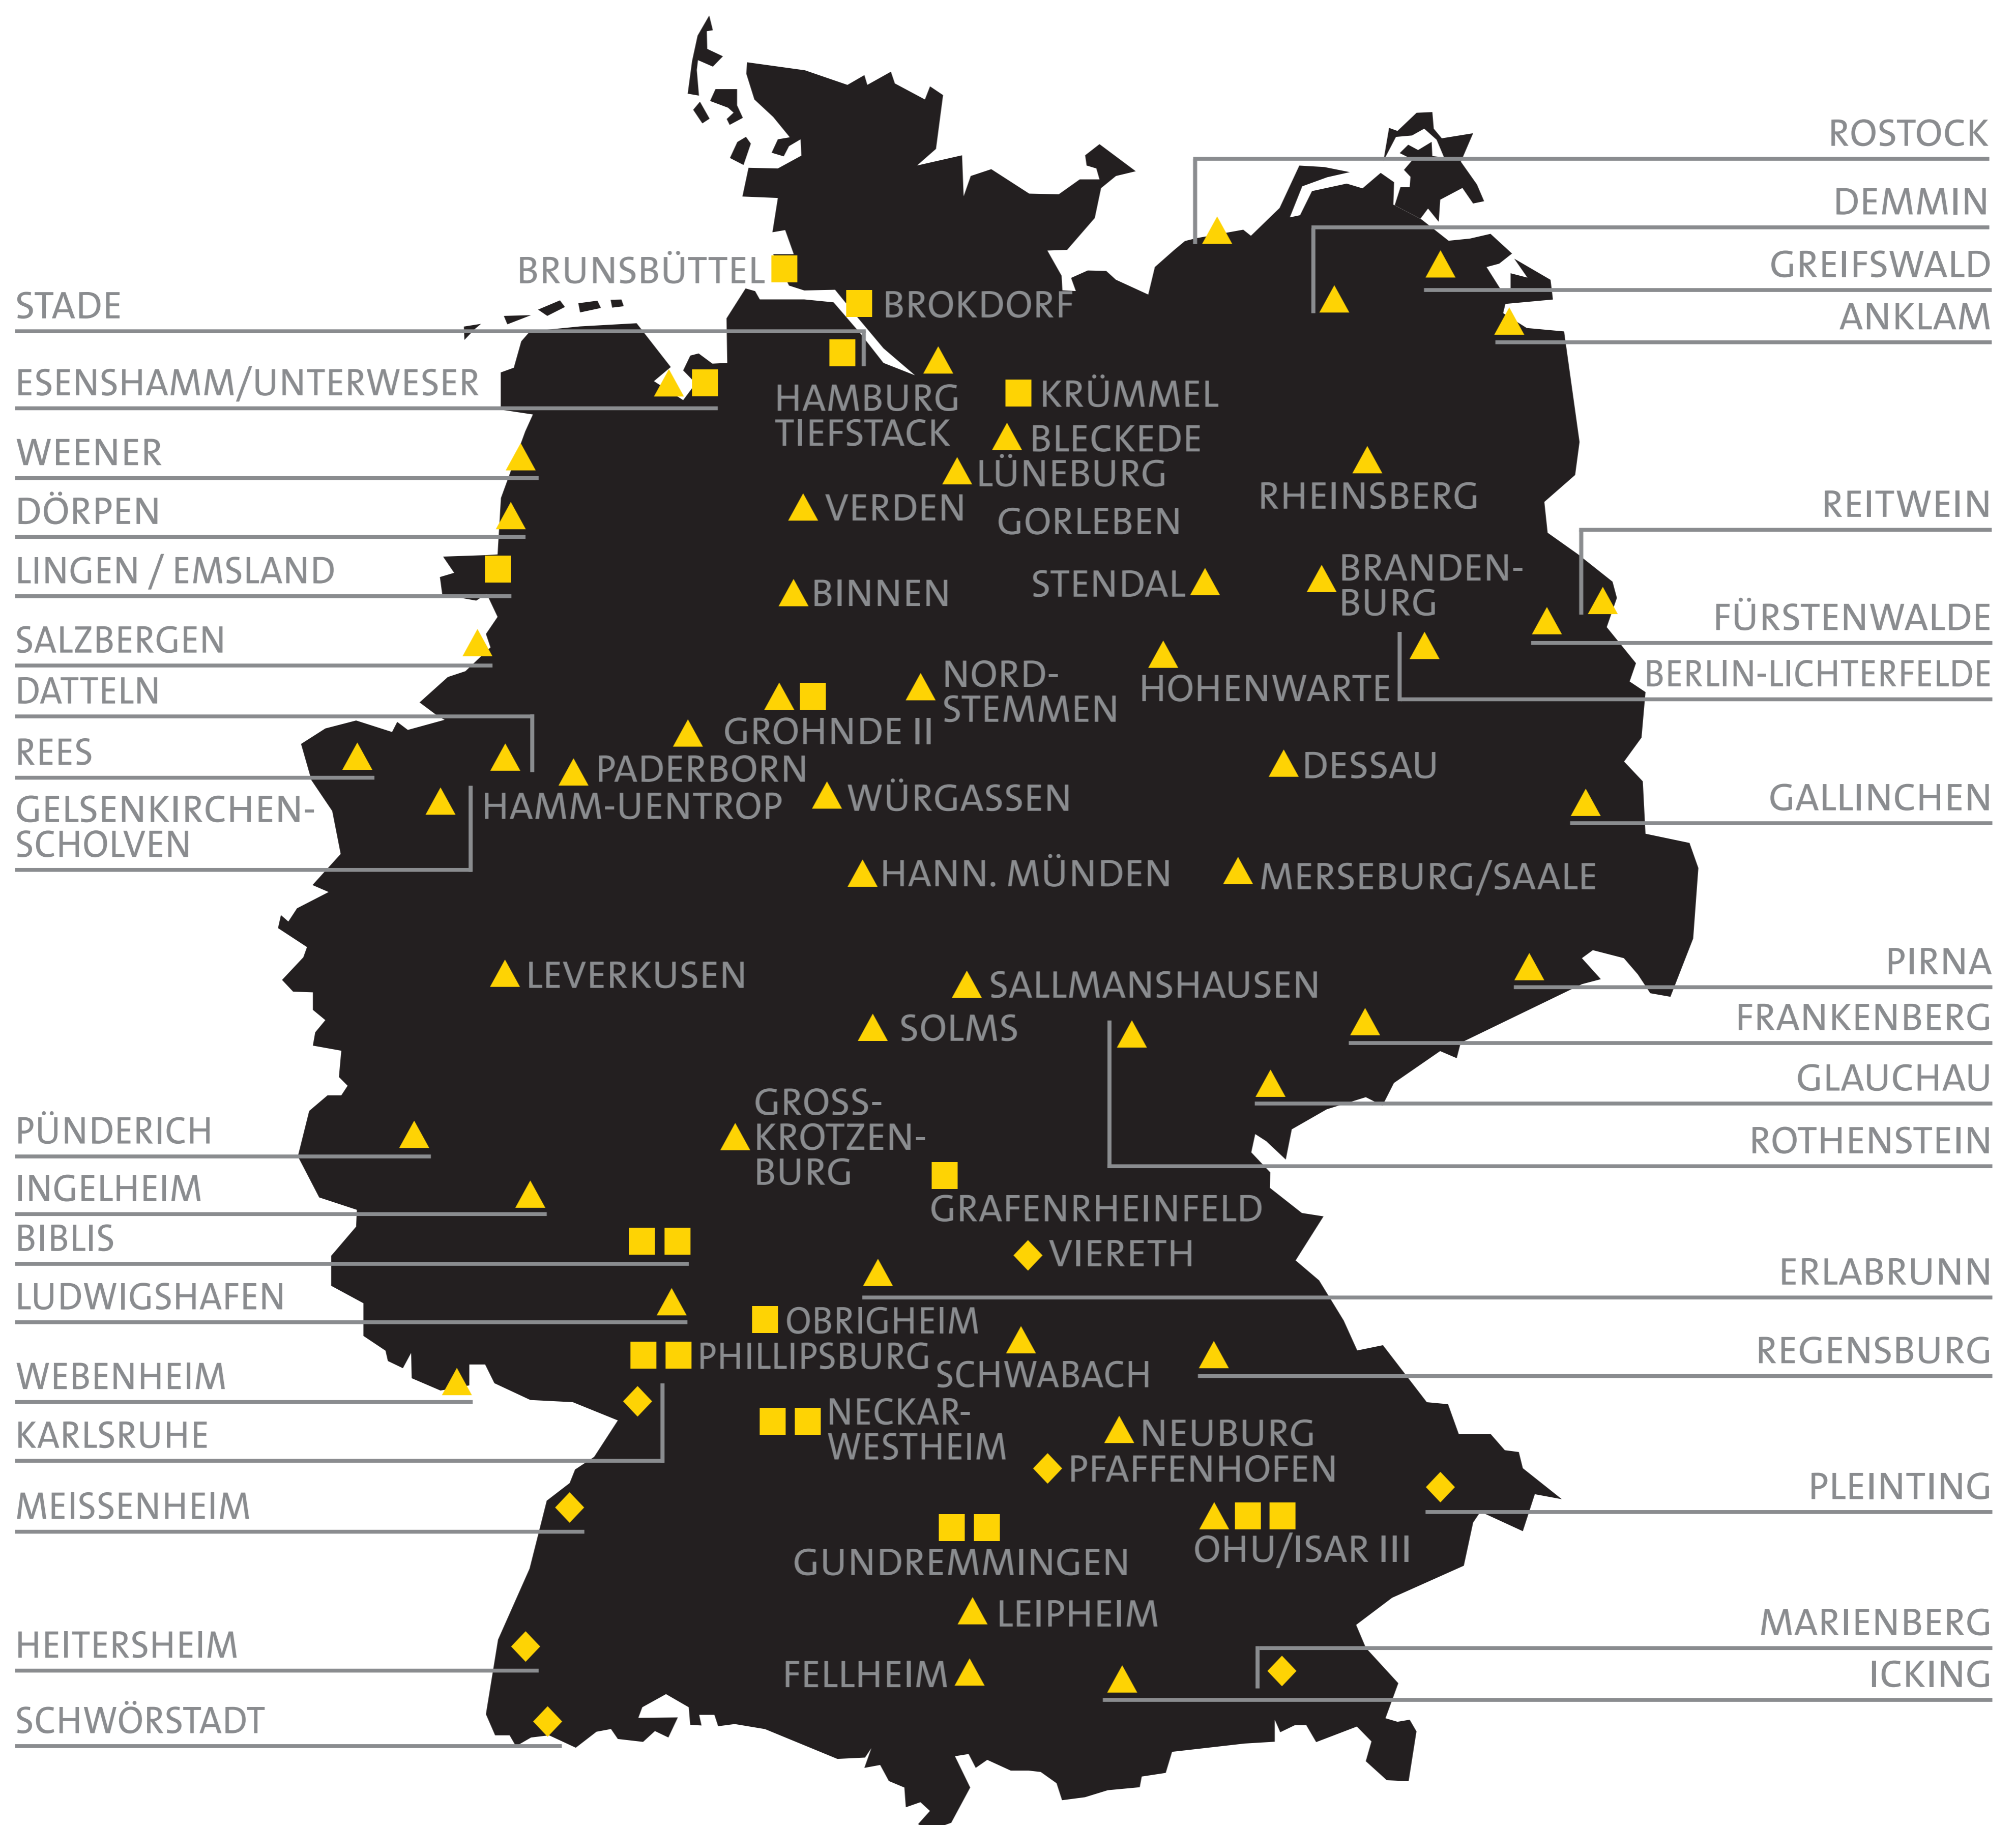 ROSTOCK
DEMMIN
GREIFSWALD
BRUNSBÜTTEL
STADE
BROKDORF
ANKLAM
ESENSHAMM/UNTERWESER
HAMBURG
TIEFSTACK
KRÜMMEL
BLECKEDE
WEENER
LÜNEBURG
RHEINSBERG
DÖRPEN
VERDEN
GORLEBEN
REITWEIN
LINGEN / EMSLAND
BINNEN
STENDAL
BRANDEN-
BURG
FÜRSTENWALDE
SALZBERGEN
NORD-
STEMMEN
HOHENWARTE
BERLIN-LICHTERFELDE
DATTELN
GROHNDE II
REES
PADERBORN
DESSAU
GELSENKIRCHEN-
SCHOLVEN
HAMM-UENTROP
WÜRGASSEN
GALLINCHEN
HANN. MÜNDEN
MERSEBURG/SAALE
LEVERKUSEN
SALLMANSHAUSEN
PIRNA
SOLMS
FRANKENBERG
GLAUCHAU
PÜNDERICH
GROSS-
KROTZEN-
BURG
ROTHENSTEIN
INGELHEIM
GRAFENRHEINFELD
BIBLIS
VIERETH
ERLABRUNN
LUDWIGSHAFEN
OBRIGHEIM
PHILLIPSBURG
SCHWABACH
REGENSBURG
WEBENHEIM
KARLSRUHE
NECKAR-
WESTHEIM
NEUBURG
PFAFFENHOFEN
PLEINTING
MEISSENHEIM
GUNDREMMINGEN
OHU/ISAR III
LEIPHEIM
MARIENBERG
HEITERSHEIM
FELLHEIM
ICKING
SCHWÖRSTADT